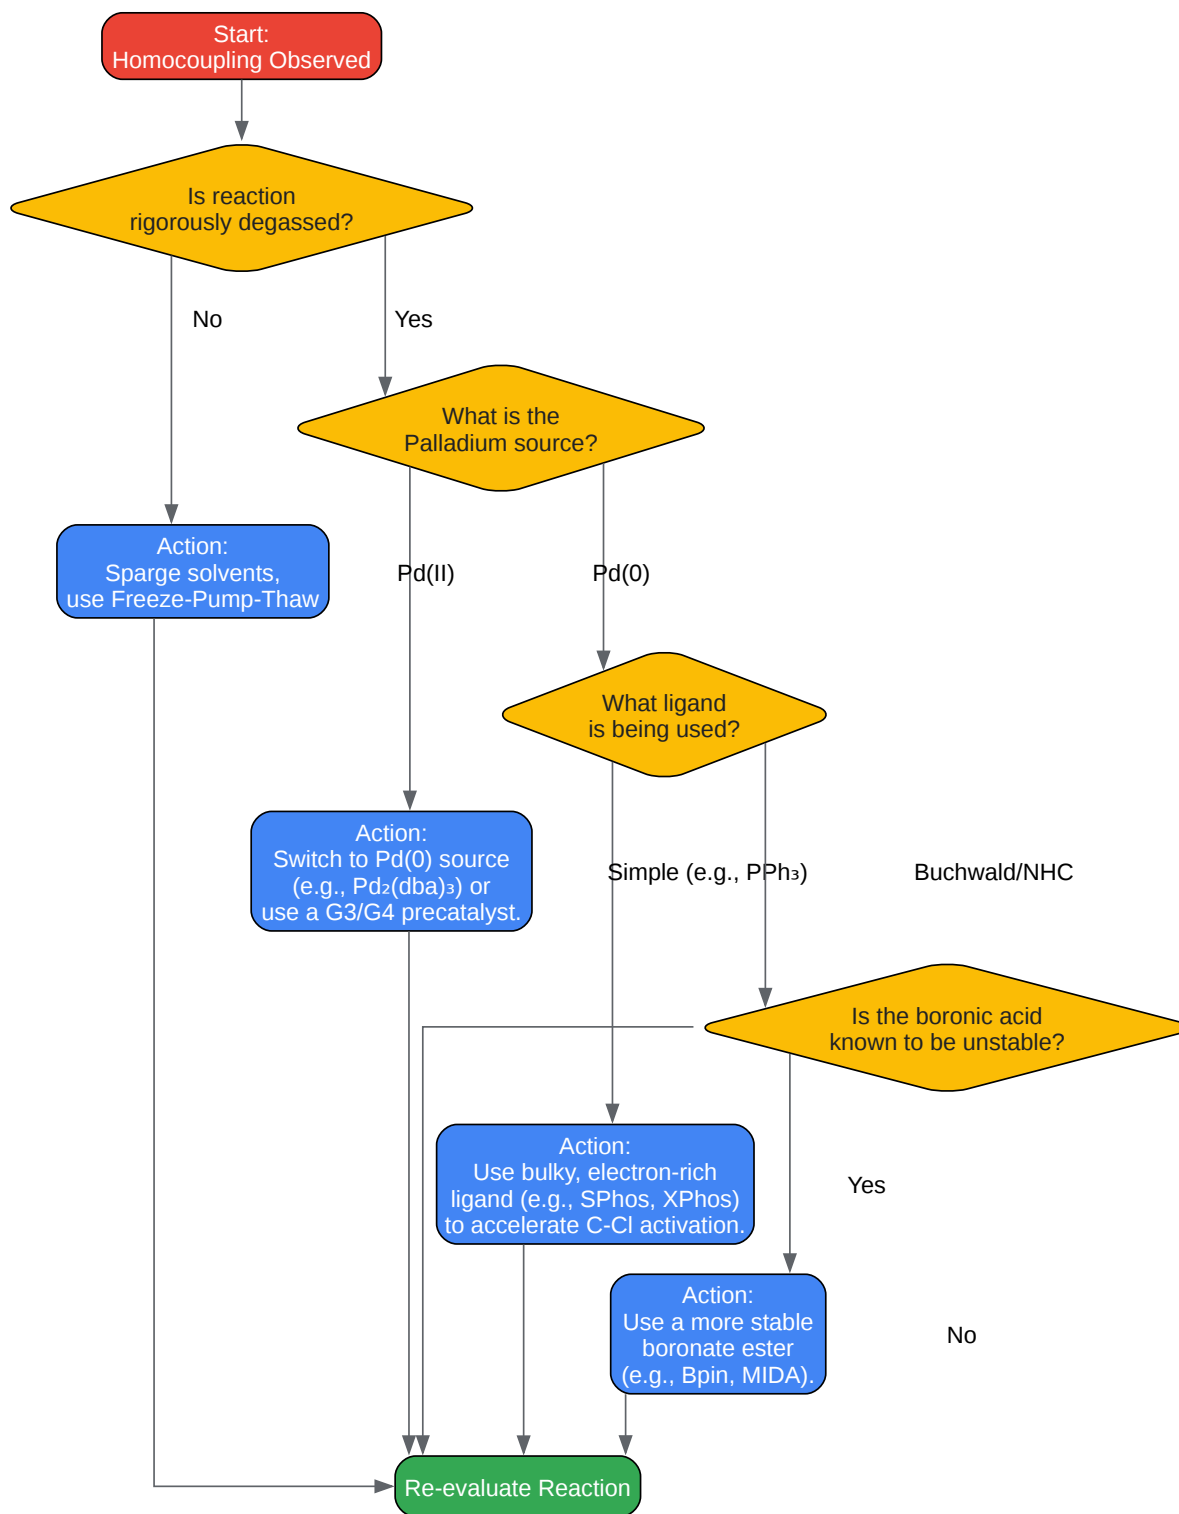 Start:
Homocoupling Observed
Is reaction
rigorously degassed?
No
Yes
What is the
Palladium source?
Action:
Sparge solvents,
use Freeze-Pump-Thaw
Pd(II)
Pd(0)
What ligand
is being used?
Action:
Switch to Pd(0) source
(e.g., Pd₂(dba)₃) or
use a G3/G4 precatalyst.
Simple (e.g., PPh₃)
Buchwald/NHC
Is the boronic acid
known to be unstable?
Action:
Use bulky, electron-rich
ligand (e.g., SPhos, XPhos)
to accelerate C-Cl activation.
Yes
Action:
Use a more stable
boronate ester
(e.g., Bpin, MIDA).
No
Re-evaluate Reaction